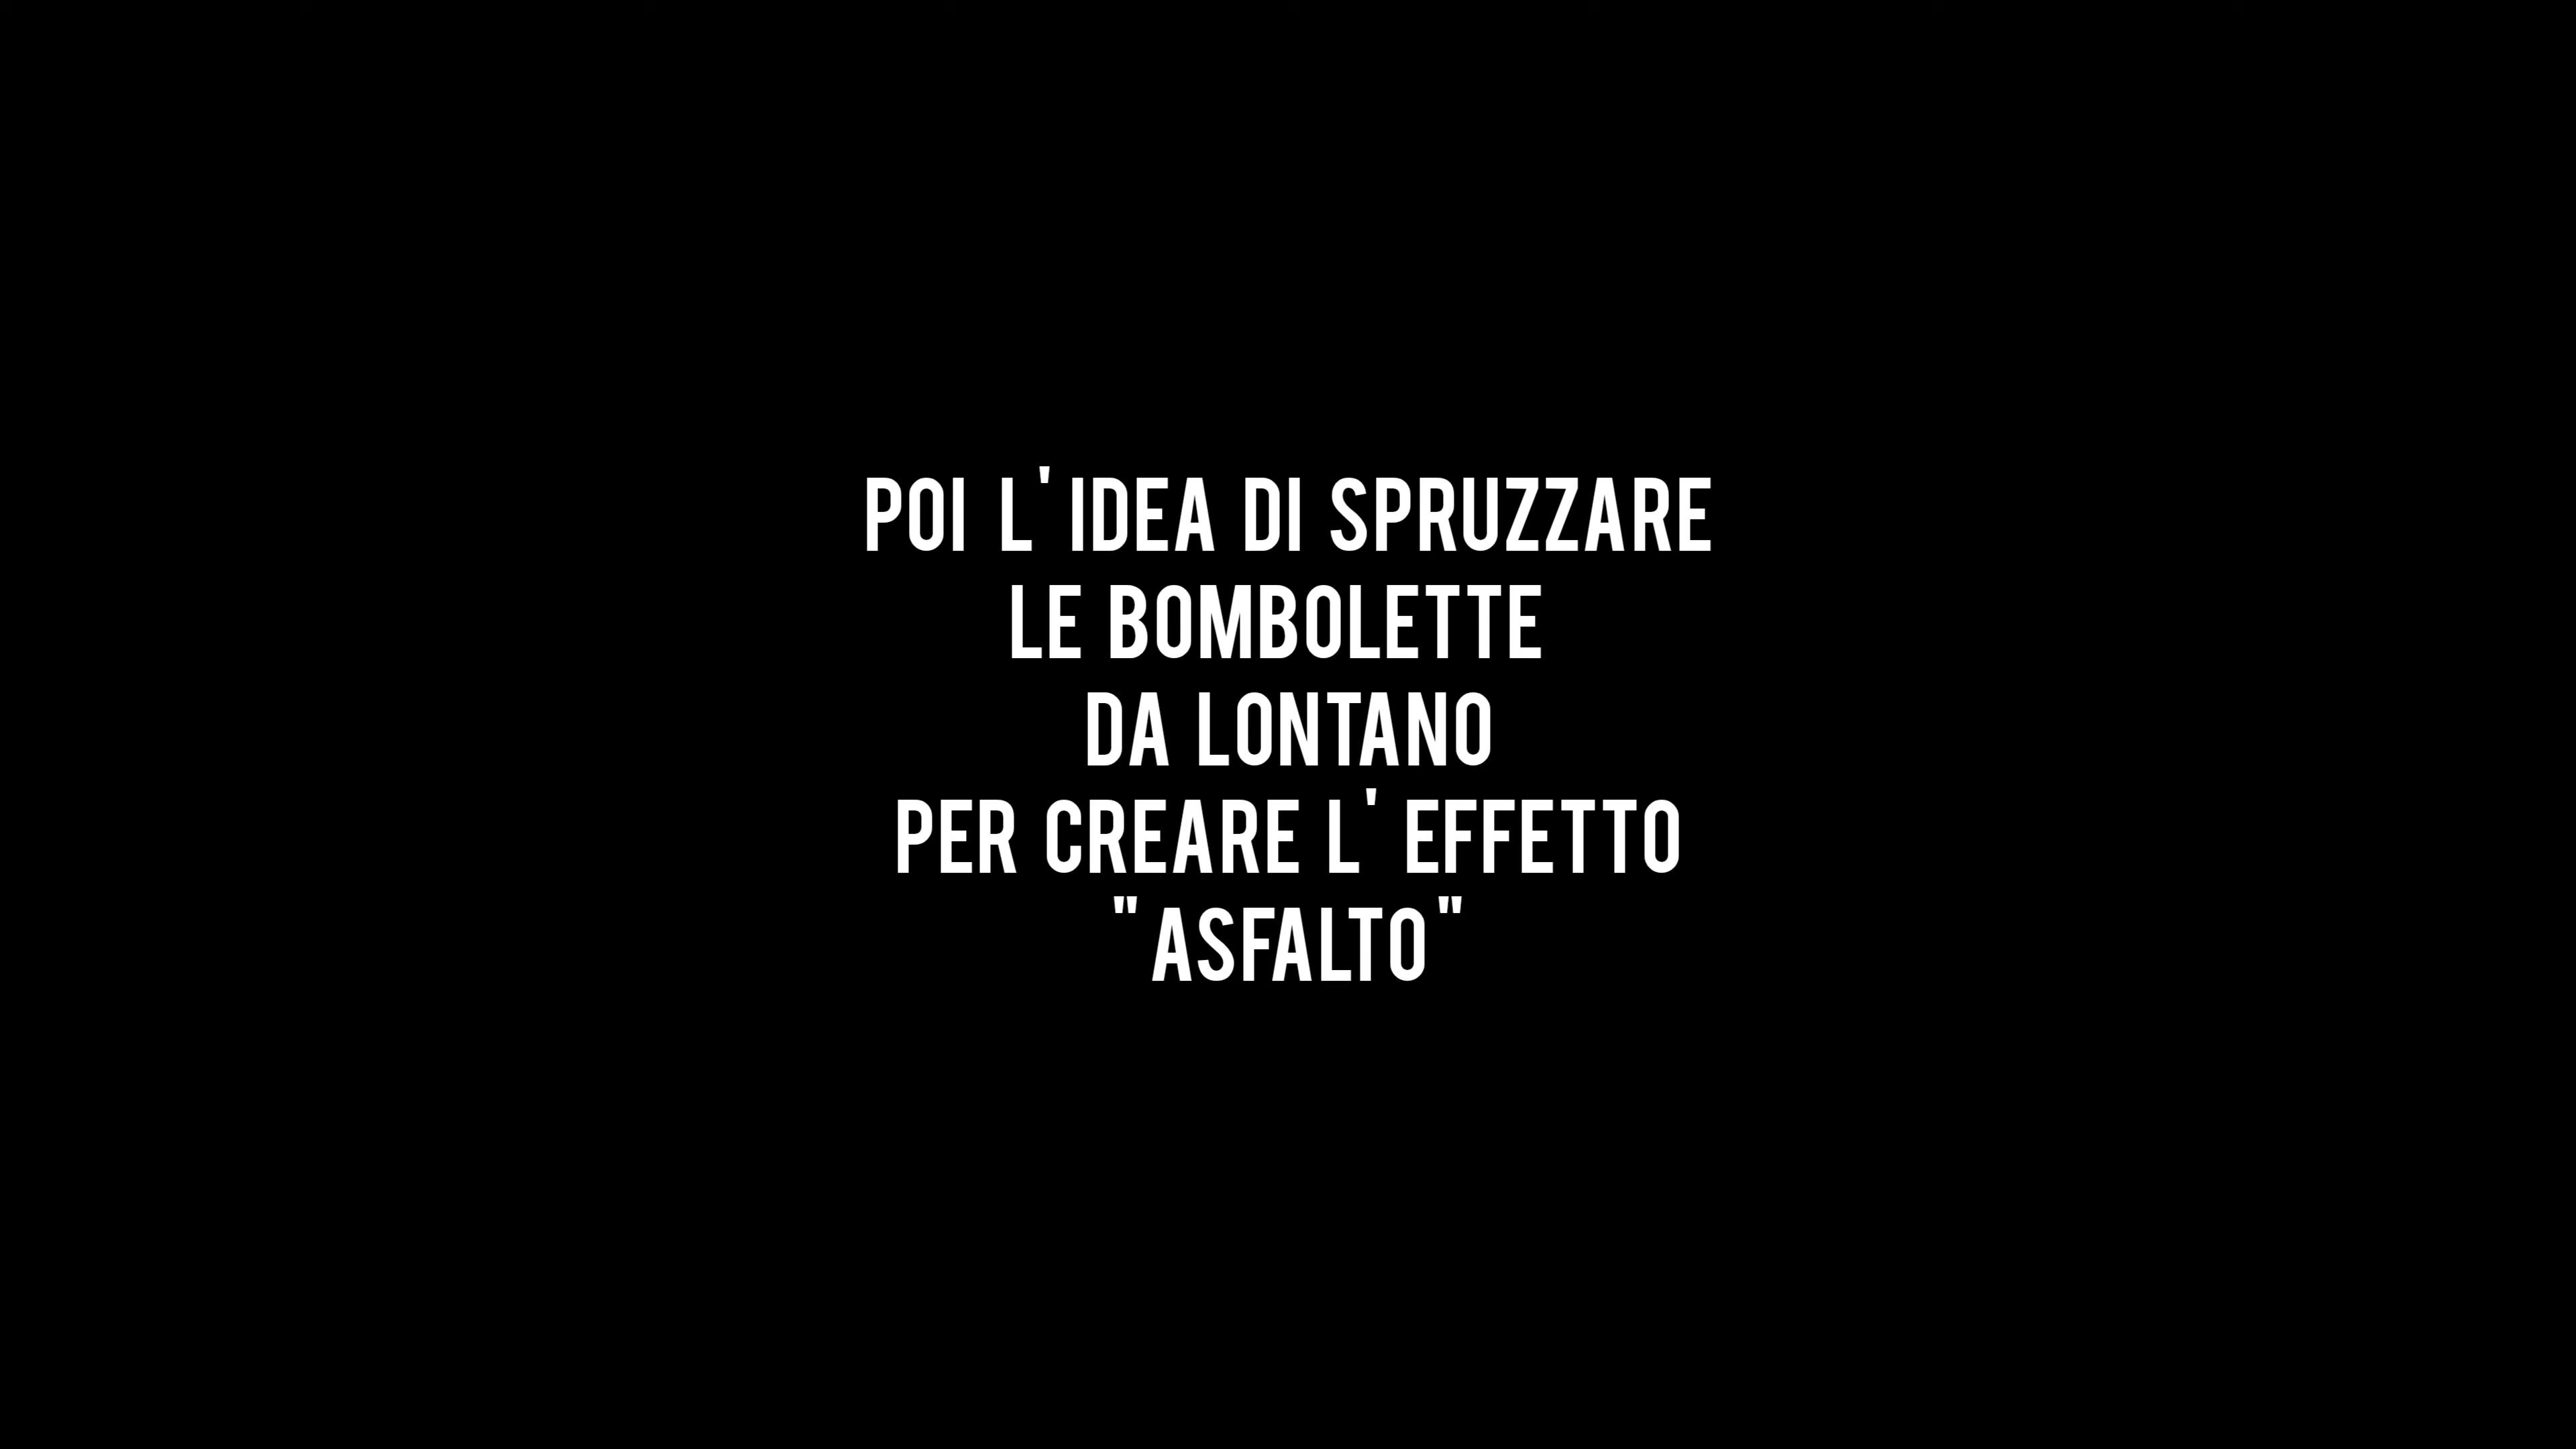 POI L'IDEA DI SPRUZZARE
LE BOMBOLETTE
DA LONTANO
PER CREARE L'EFFETTO
"ASFALTO"